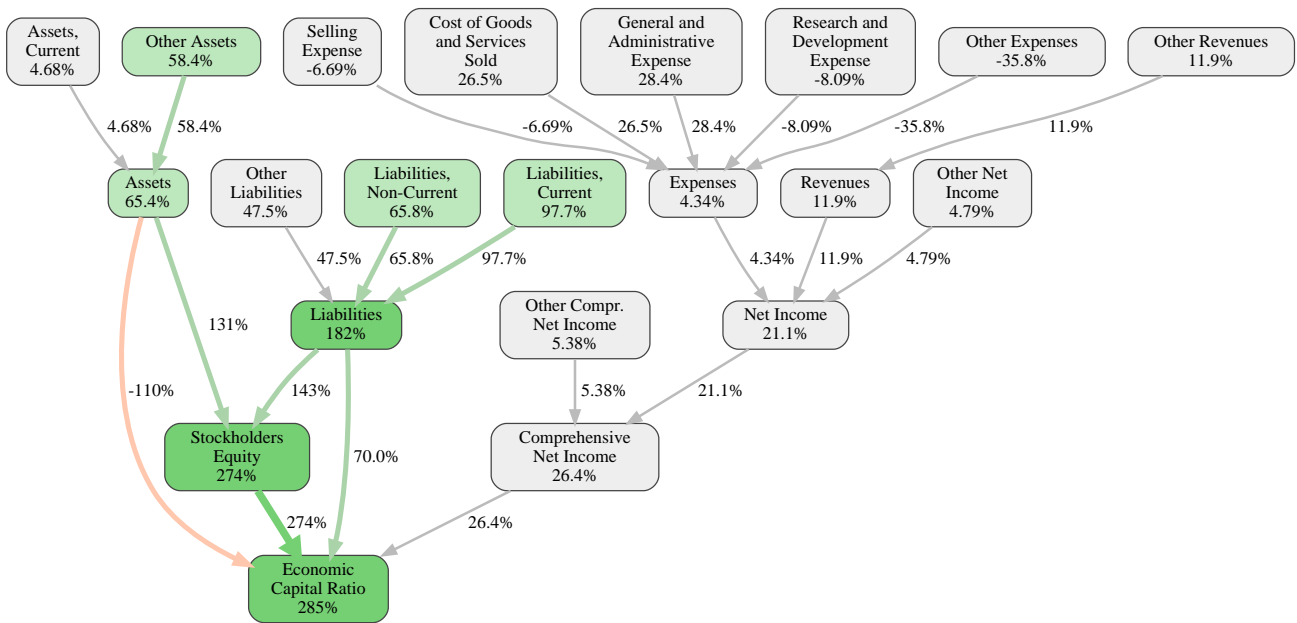 Assets,
Current
4.68%
Other Assets
58.4%
Selling
Expense
-6.69%
Cost of Goods
and Services
Sold
26.5%
General and
Administrative
Expense
28.4%
Research and
Development
Expense
-8.09%
Other Expenses
-35.8%
Other Revenues
11.9%
4.68%
58.4%
-6.69%
26.5%
28.4%
-8.09%
-35.8%
11.9%
Assets
65.4%
Other
Liabilities
47.5%
Liabilities,
Non-Current
65.8%
Liabilities,
Current
97.7%
Expenses
4.34%
Revenues
11.9%
Other Net
Income
4.79%
47.5%
65.8%
97.7%
4.34%
11.9%
4.79%
Liabilities
182%
Other Compr.
Net Income
5.38%
Net Income
21.1%
131%
-110%
143%
5.38%
21.1%
Stockholders
Equity
274%
70.0%
Comprehensive
Net Income
26.4%
274%
26.4%
Economic
Capital Ratio
285%